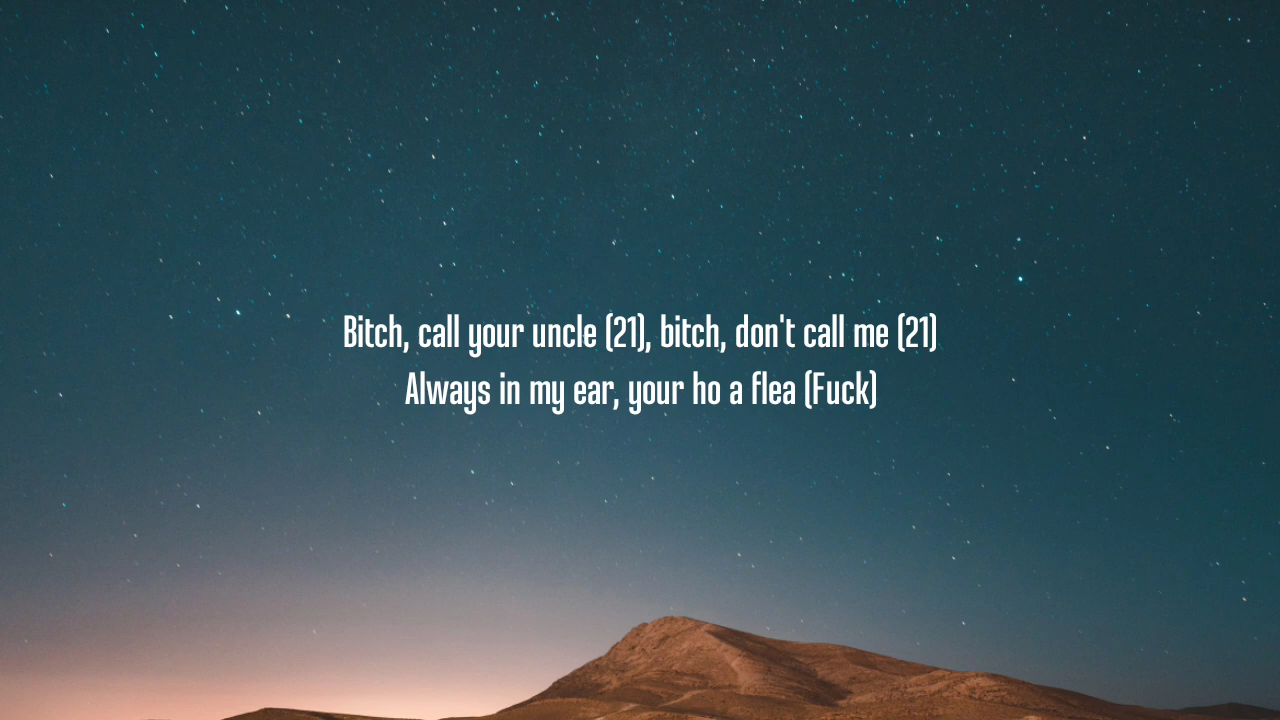 Bitch, call your uncle (21), bitch, don't call me (21)
Always in my ear, your ho a flea (Fuck)